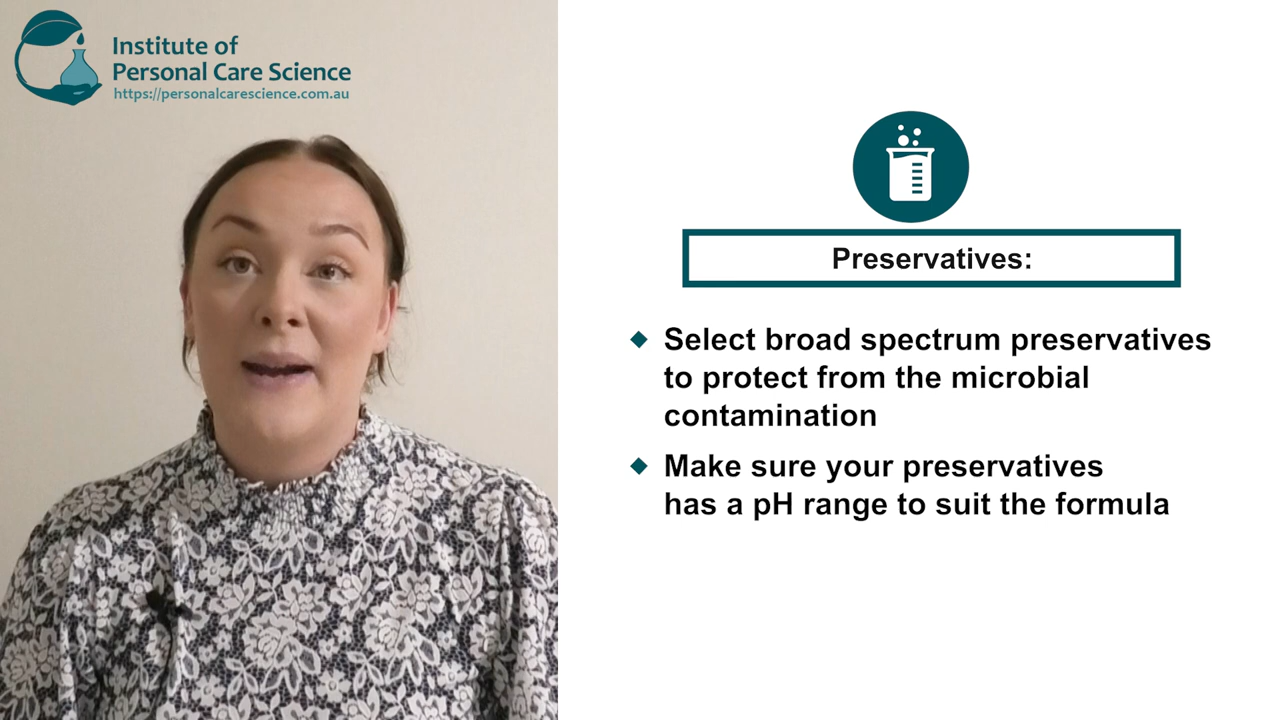 Institute of
Personal Care Science
https://personalcarescience.com.au
Preservatives:
Select broad spectrum preservatives
to protect from the microbial
contamination
Make sure your preservatives
has a pH range to suit the formula